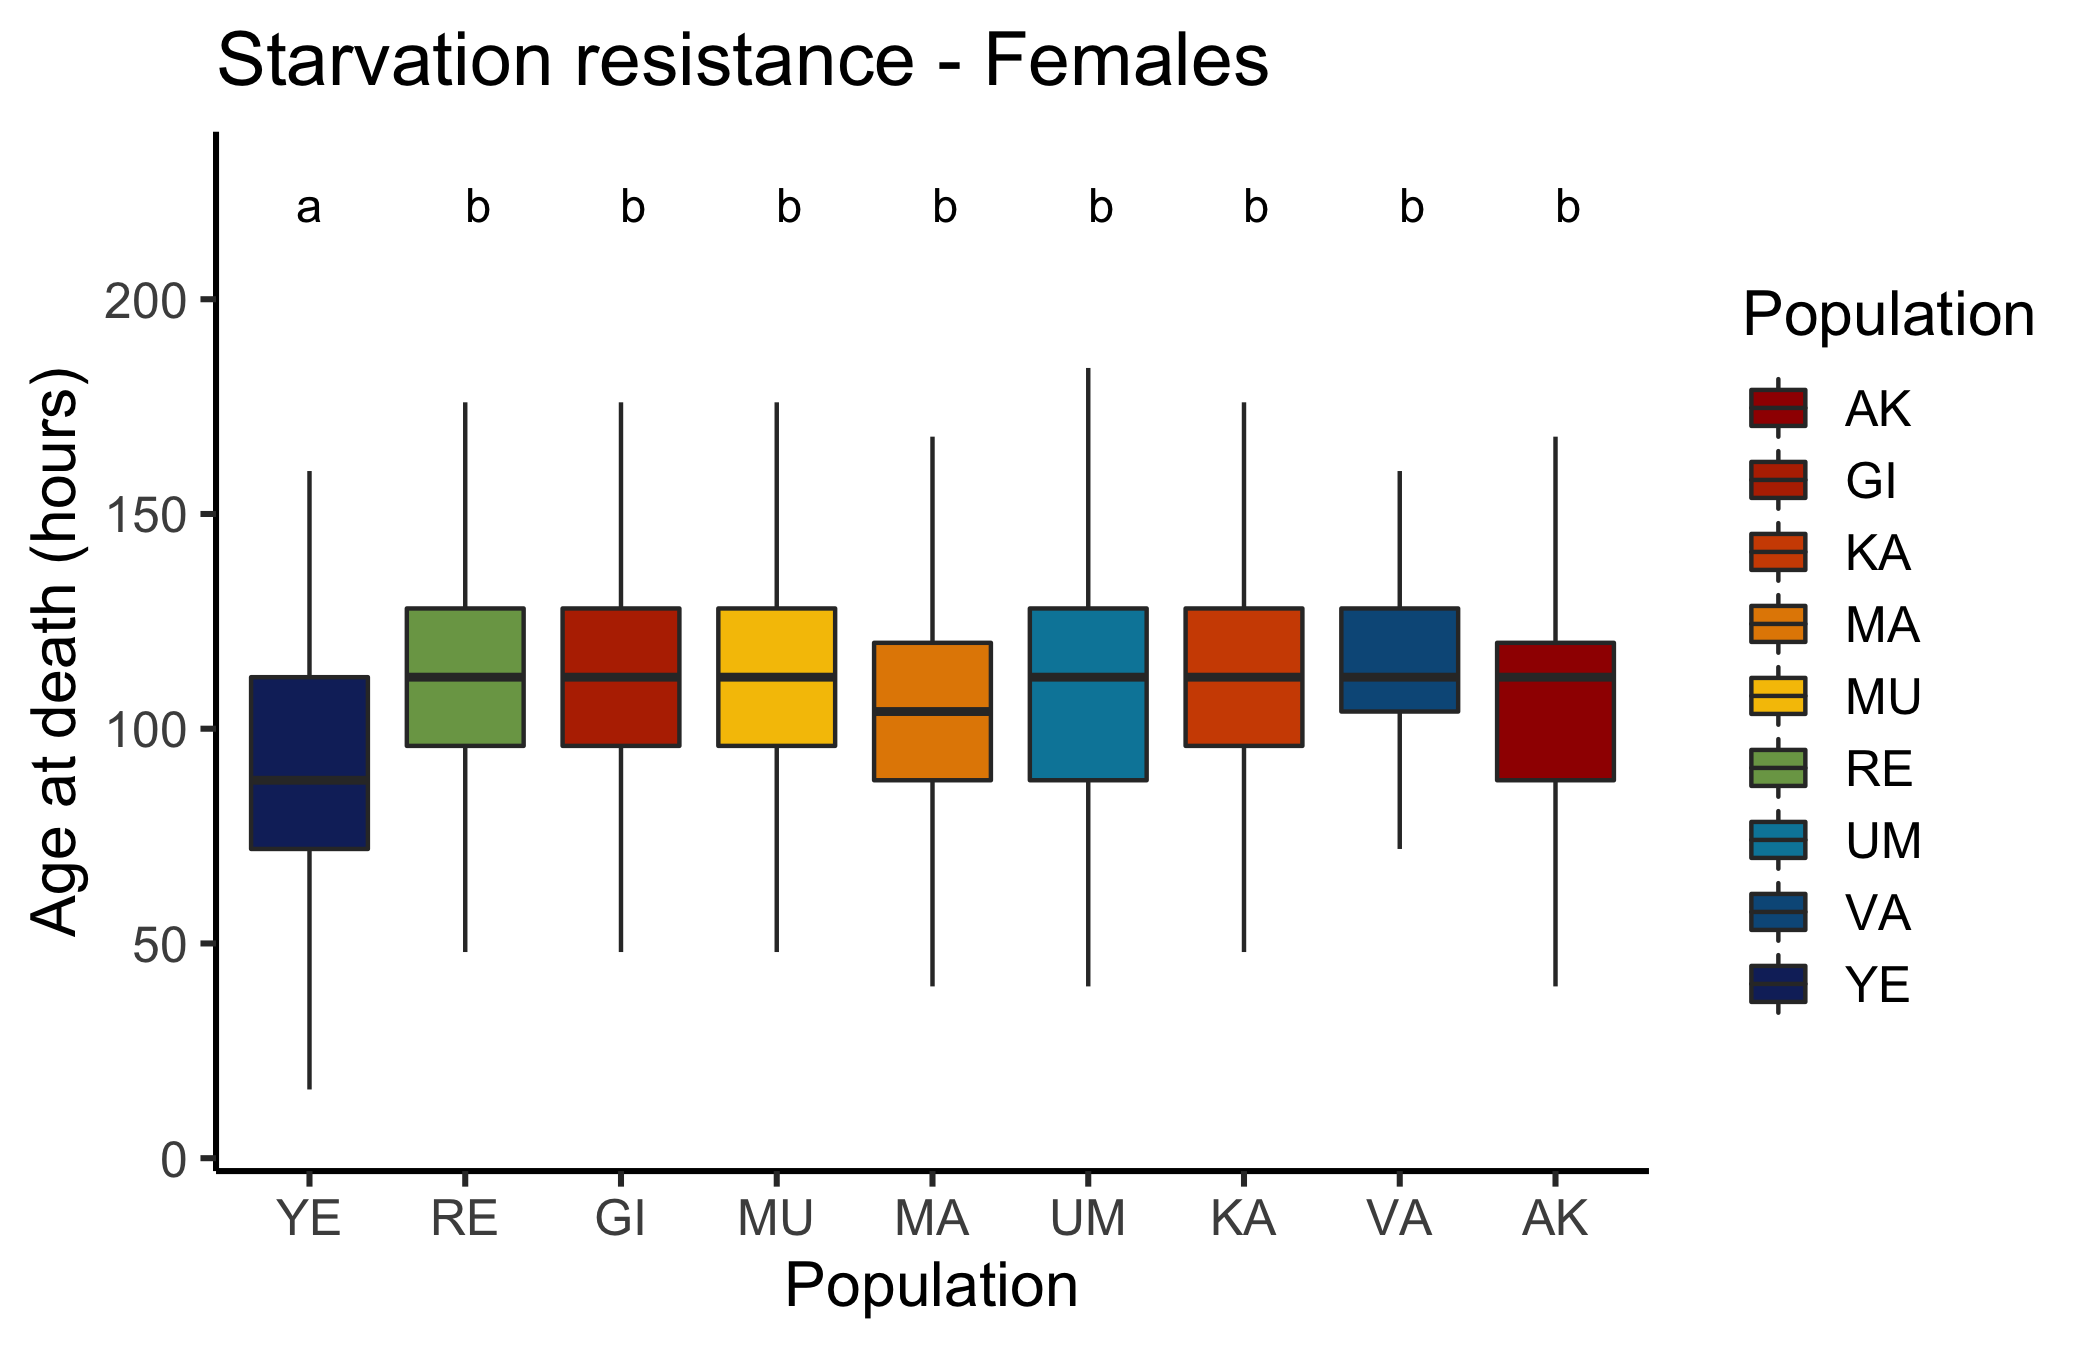 Starvation resistance - Females
a b b b b b b b b
200
150
100
50
0
Age at death (hours)
YE RE GI MU MA UM KA VA AK
Population
Population
AK
GI
KA
MA
MU
RE
UM
VA
YE